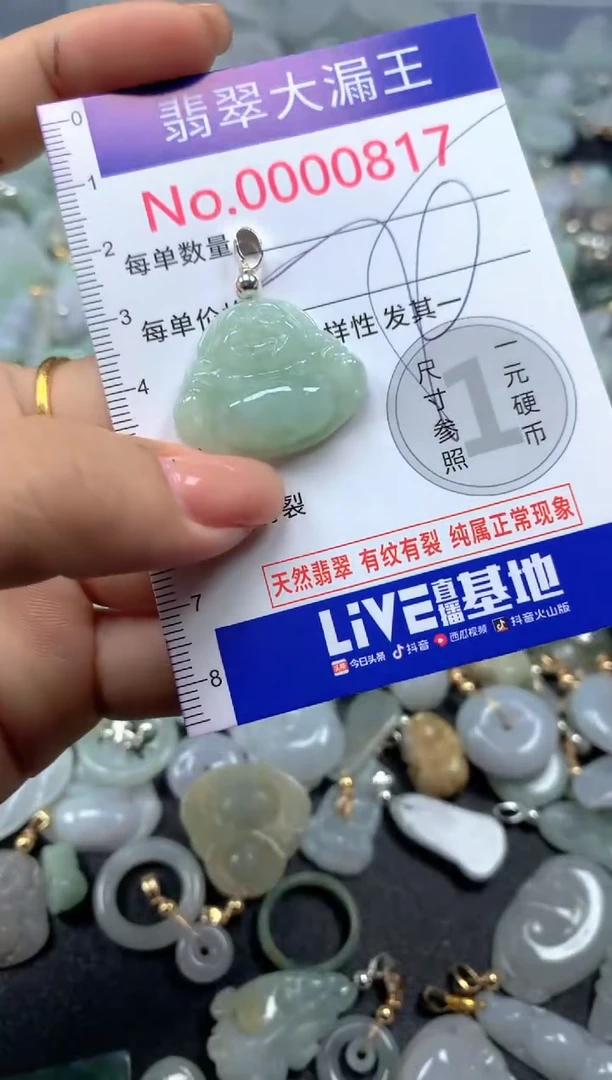 翡翠大漏王
No.0000817
每单数量
每单价
样性 发其一
一元硬币
1
尺寸参照
裂
天然翡翠 有纹有裂 纯属正常现象
LiVE直播基地
头条 今日头条 抖音 西瓜视频 抖音火山版
0
1
2
3
4
7
8